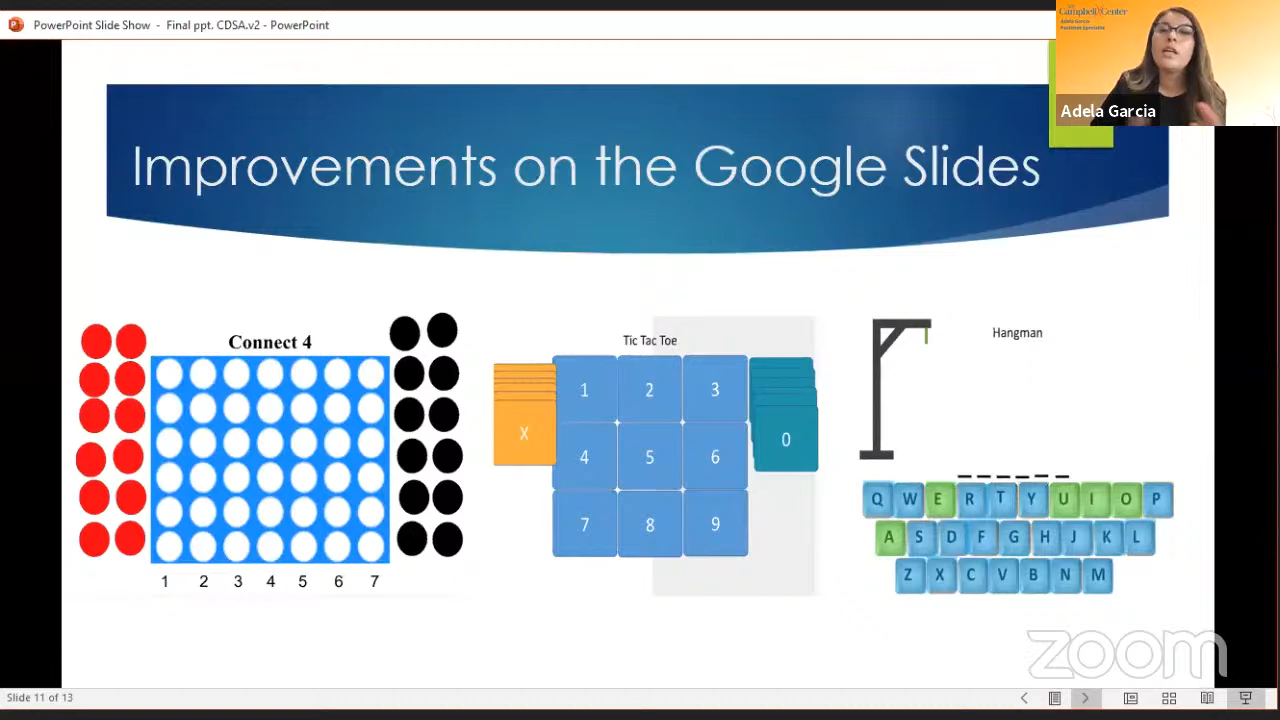 PowerPoint Slide Show - Final ppt. CDSA.v2 - PowerPoint
Campbell Center
Adela Garcia
Adela Garcia
Improvements on the Google Slides
Connect 4
1 2 3 4 5 6 7
Tic Tac Toe
X
1 2 3
4 5 6
7 8 9
0
Hangman
Q W E R T Y U I O P
A S D F G H J K L
Z X C V B N M
zoom
Slide 11 of 13